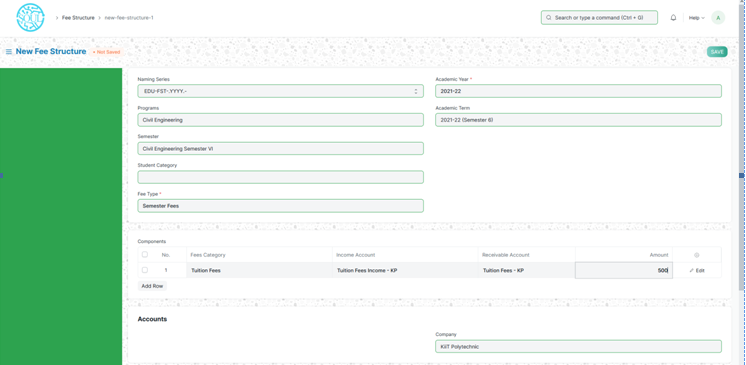 SOUL
> Fee Structure > new-fee-structure-1
Search or type a command (Ctrl + G)
Help
A
New Fee Structure
• Not Saved
SAVE
Naming Series
EDU-FST-.YYYY.-
Academic Year *
2021-22
Programs
Civil Engineering
Academic Term
2021-22 (Semester 6)
Semester
Civil Engineering Semester VI
Student Category
Fee Type *
Semester Fees
Components
No. Fees Category Income Account Receivable Account Amount
1 Tuition Fees Tuition Fees Income - KP Tuition Fees - KP 500 Edit
Add Row
Accounts
Company
KIIT Polytechnic